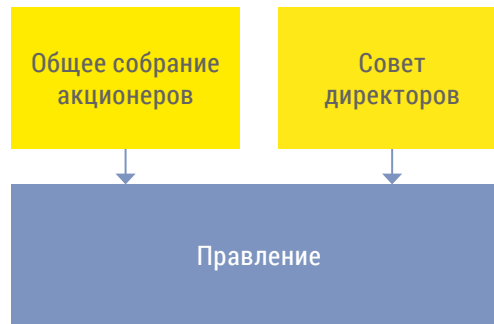 Общее собрание
акционеров
Совет
директоров
Правление